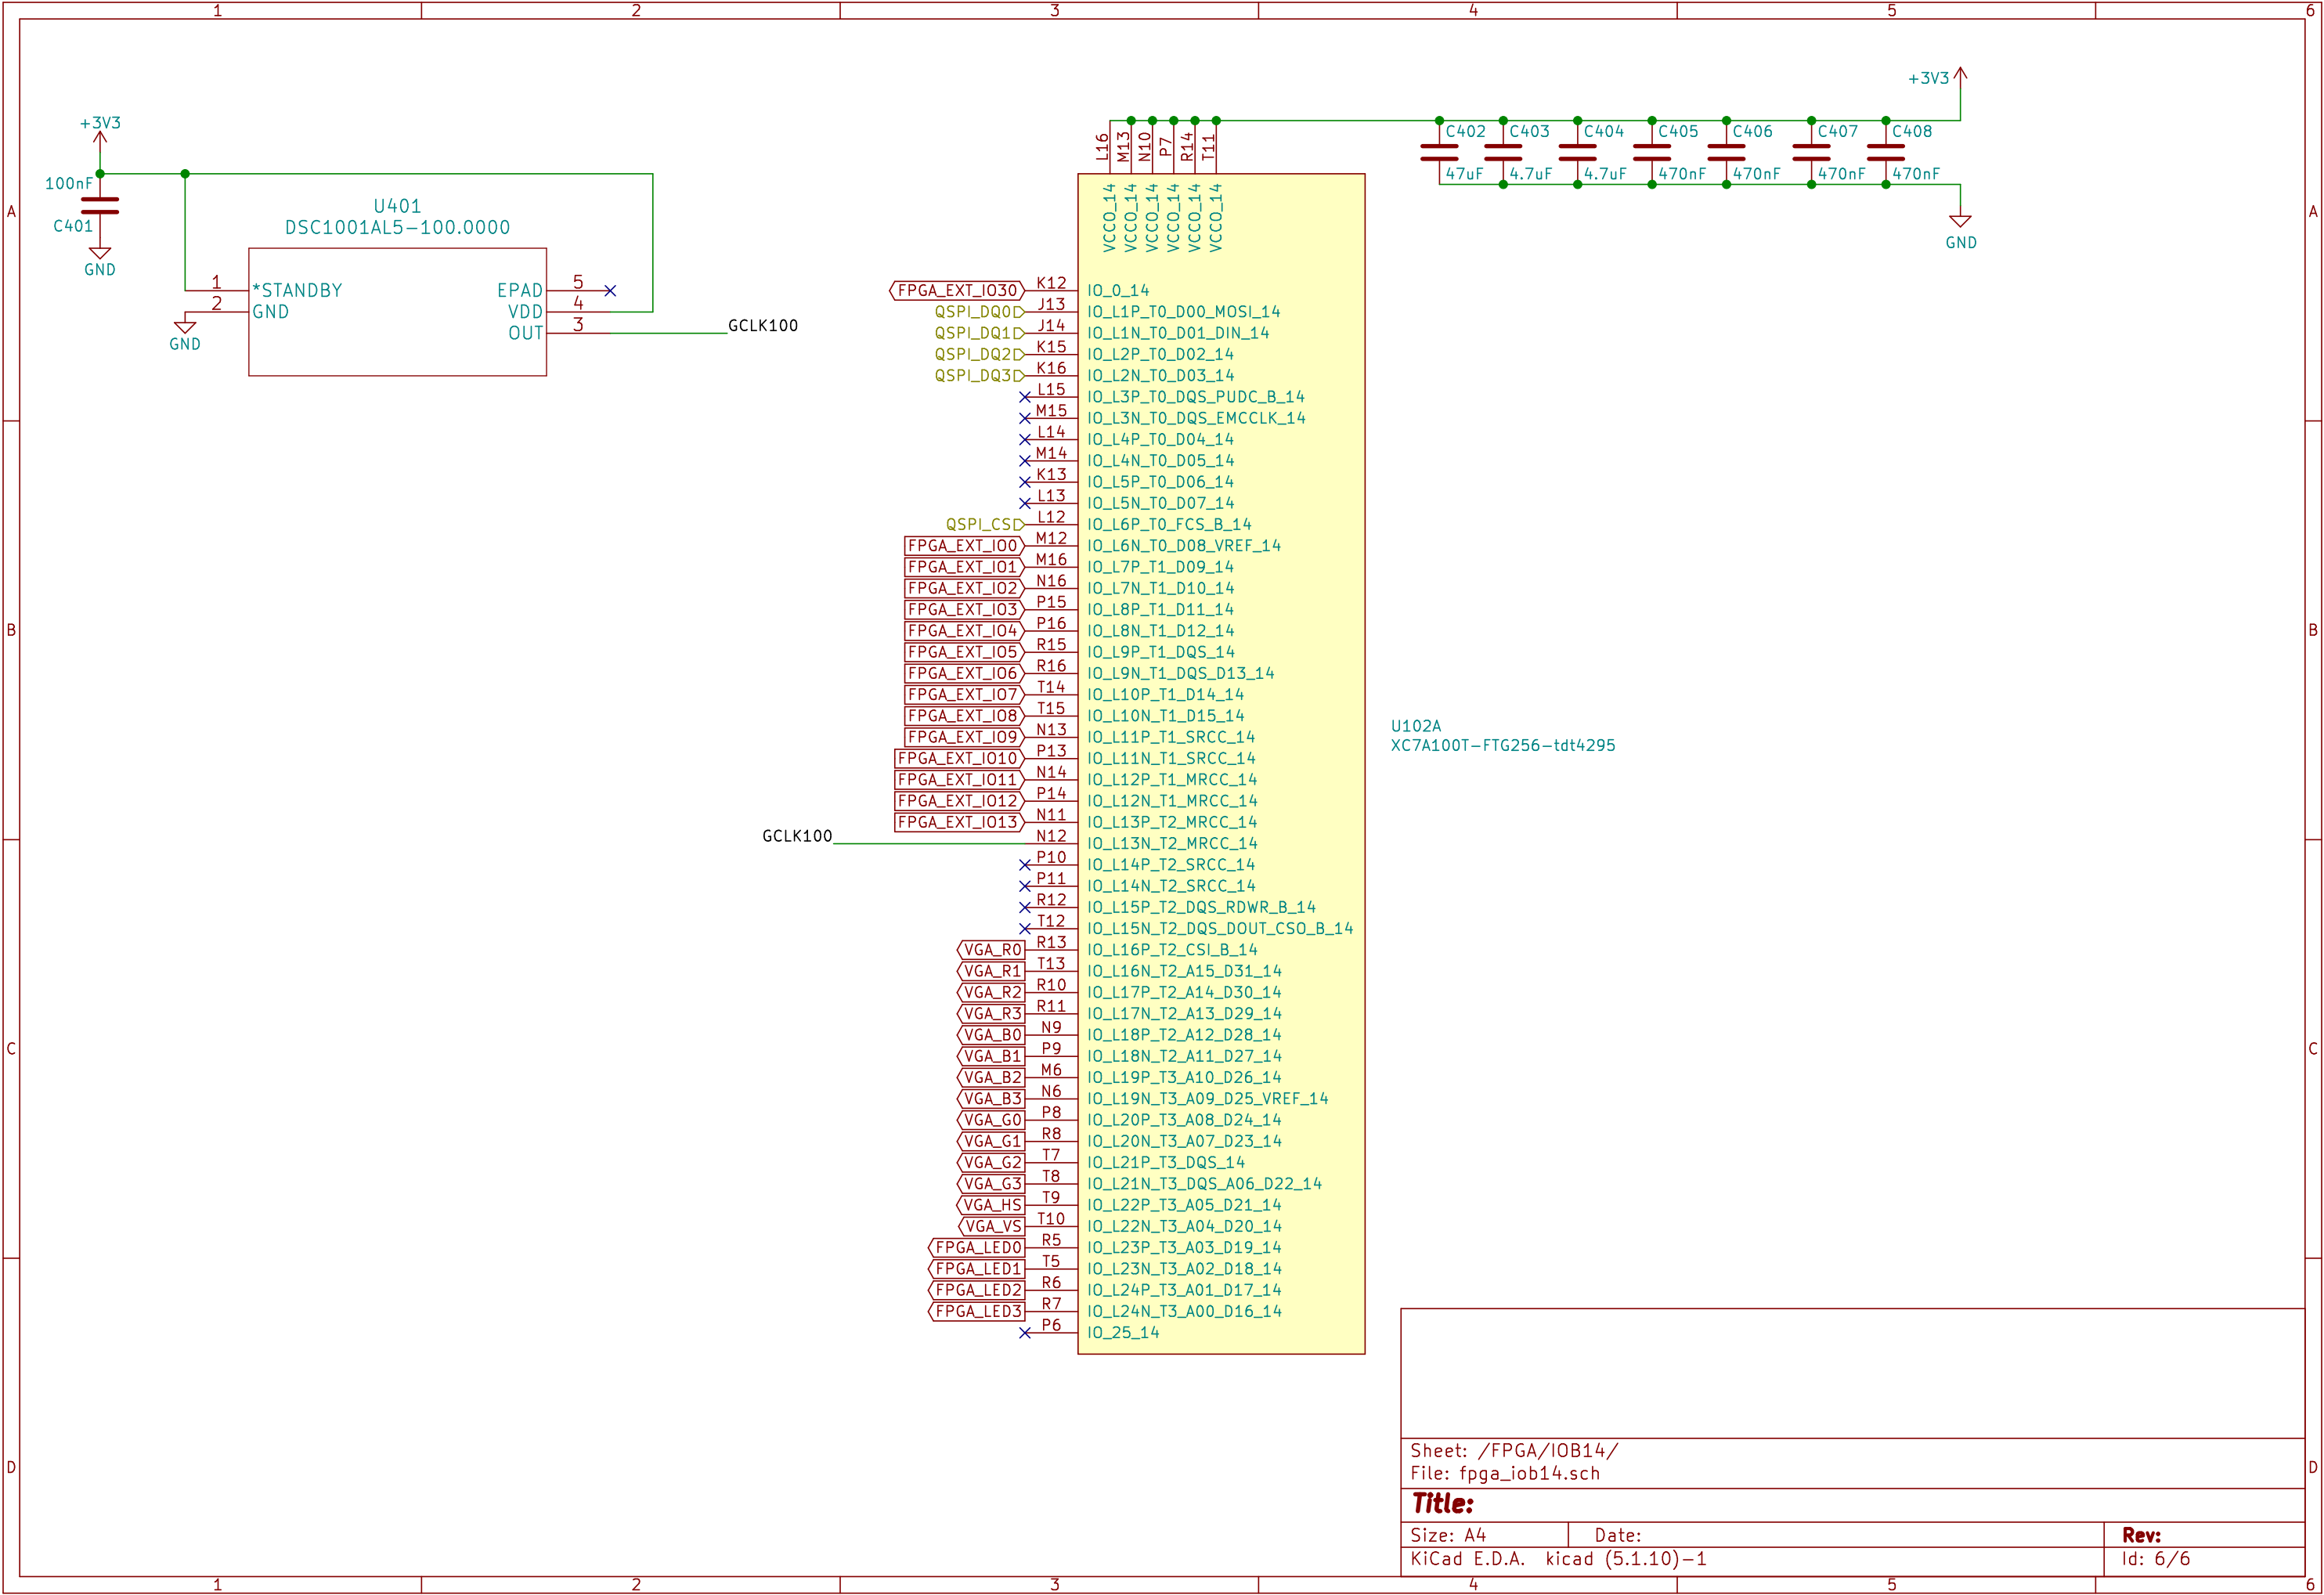 1 2 3 4 5 6
A
B
C
D
A
B
C
D
+3V3
100nF
C401
GND
U401
DSC1001AL5-100.0000
1 *STANDBY
2 GND
GND
EPAD 5
VDD 4
OUT 3
GCLK100
+3V3
L16 M13 N10 P7 R14 T11
VCCO_14 VCCO_14 VCCO_14 VCCO_14 VCCO_14 VCCO_14
C402 C403 C404 C405 C406 C407 C408
47uF 4.7uF 4.7uF 470nF 470nF 470nF 470nF
GND
FPGA_EXT_IO30 K12 IO_0_14
QSPI_DQ0 J13 IO_L1P_T0_D00_MOSI_14
QSPI_DQ1 J14 IO_L1N_T0_D01_DIN_14
QSPI_DQ2 K15 IO_L2P_T0_D02_14
QSPI_DQ3 K16 IO_L2N_T0_D03_14
L15 IO_L3P_T0_DQS_PUDC_B_14
M15 IO_L3N_T0_DQS_EMCCLK_14
L14 IO_L4P_T0_D04_14
M14 IO_L4N_T0_D05_14
K13 IO_L5P_T0_D06_14
L13 IO_L5N_T0_D07_14
QSPI_CS L12 IO_L6P_T0_FCS_B_14
FPGA_EXT_IO0 M12 IO_L6N_T0_D08_VREF_14
FPGA_EXT_IO1 M16 IO_L7P_T1_D09_14
FPGA_EXT_IO2 N16 IO_L7N_T1_D10_14
FPGA_EXT_IO3 P15 IO_L8P_T1_D11_14
FPGA_EXT_IO4 P16 IO_L8N_T1_D12_14
FPGA_EXT_IO5 R15 IO_L9P_T1_DQS_14
FPGA_EXT_IO6 R16 IO_L9N_T1_DQS_D13_14
FPGA_EXT_IO7 T14 IO_L10P_T1_D14_14
FPGA_EXT_IO8 T15 IO_L10N_T1_D15_14
FPGA_EXT_IO9 N13 IO_L11P_T1_SRCC_14
FPGA_EXT_IO10 P13 IO_L11N_T1_SRCC_14
FPGA_EXT_IO11 N14 IO_L12P_T1_MRCC_14
FPGA_EXT_IO12 P14 IO_L12N_T1_MRCC_14
FPGA_EXT_IO13 N11 IO_L13P_T2_MRCC_14
GCLK100 N12 IO_L13N_T2_MRCC_14
P10 IO_L14P_T2_SRCC_14
P11 IO_L14N_T2_SRCC_14
R12 IO_L15P_T2_DQS_RDWR_B_14
T12 IO_L15N_T2_DQS_DOUT_CSO_B_14
VGA_R0 R13 IO_L16P_T2_CSI_B_14
VGA_R1 T13 IO_L16N_T2_A15_D31_14
VGA_R2 R10 IO_L17P_T2_A14_D30_14
VGA_R3 R11 IO_L17N_T2_A13_D29_14
VGA_B0 N9 IO_L18P_T2_A12_D28_14
VGA_B1 P9 IO_L18N_T2_A11_D27_14
VGA_B2 M6 IO_L19P_T3_A10_D26_14
VGA_B3 N6 IO_L19N_T3_A09_D25_VREF_14
VGA_G0 P8 IO_L20P_T3_A08_D24_14
VGA_G1 R8 IO_L20N_T3_A07_D23_14
VGA_G2 T7 IO_L21P_T3_DQS_14
VGA_G3 T8 IO_L21N_T3_DQS_A06_D22_14
VGA_HS T9 IO_L22P_T3_A05_D21_14
VGA_VS T10 IO_L22N_T3_A04_D20_14
FPGA_LED0 R5 IO_L23P_T3_A03_D19_14
FPGA_LED1 T5 IO_L23N_T3_A02_D18_14
FPGA_LED2 R6 IO_L24P_T3_A01_D17_14
FPGA_LED3 R7 IO_L24N_T3_A00_D16_14
P6 IO_25_14
U102A
XC7A100T-FTG256-tdt4295
Sheet: /FPGA/IOB14/
File: fpga_iob14.sch
Title:
Size: A4 Date: Rev:
KiCad E.D.A. kicad (5.1.10)-1 Id: 6/6
1 2 3 4 5 6